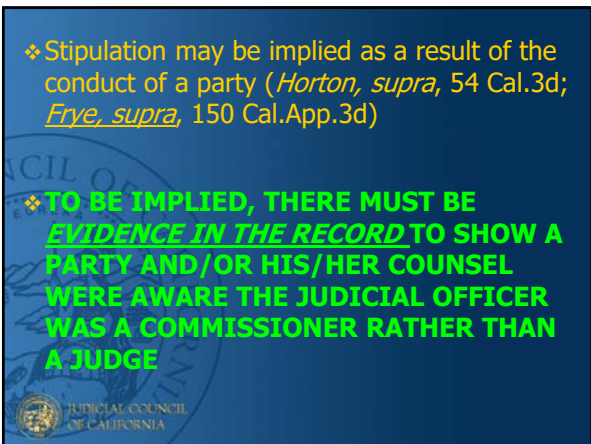 ❖Stipulation may be implied as a result of the
conduct of a party (Horton, supra, 54 Cal.3d;
Frye, supra, 150 Cal.App.3d)
❖TO BE IMPLIED, THERE MUST BE
EVIDENCE IN THE RECORD TO SHOW A
PARTY AND/OR HIS/HER COUNSEL
WERE AWARE THE JUDICIAL OFFICER
WAS A COMMISSIONER RATHER THAN
A JUDGE
JUDICIAL COUNCIL
OF CALIFORNIA